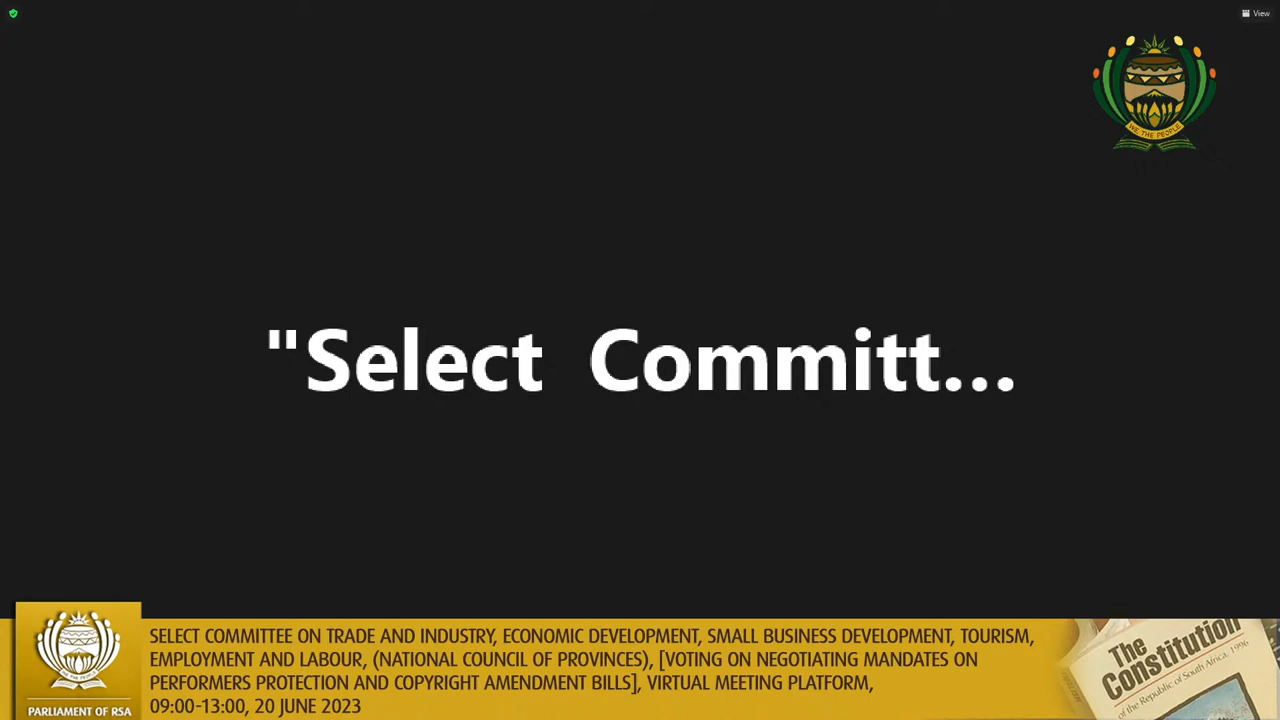 View
WE, THE PEOPLE
"Select Committ...
SELECT COMMITTEE ON TRADE AND INDUSTRY, ECONOMIC DEVELOPMENT, SMALL BUSINESS DEVELOPMENT, TOURISM,
EMPLOYMENT AND LABOUR, (NATIONAL COUNCIL OF PROVINCES), [VOTING ON NEGOTIATING MANDATES ON
PERFORMERS PROTECTION AND COPYRIGHT AMENDMENT BILLS], VIRTUAL MEETING PLATFORM,
09:00-13:00, 20 JUNE 2023
PARLIAMENT OF RSA
The
Constitution
of the Republic of South Africa, 1996